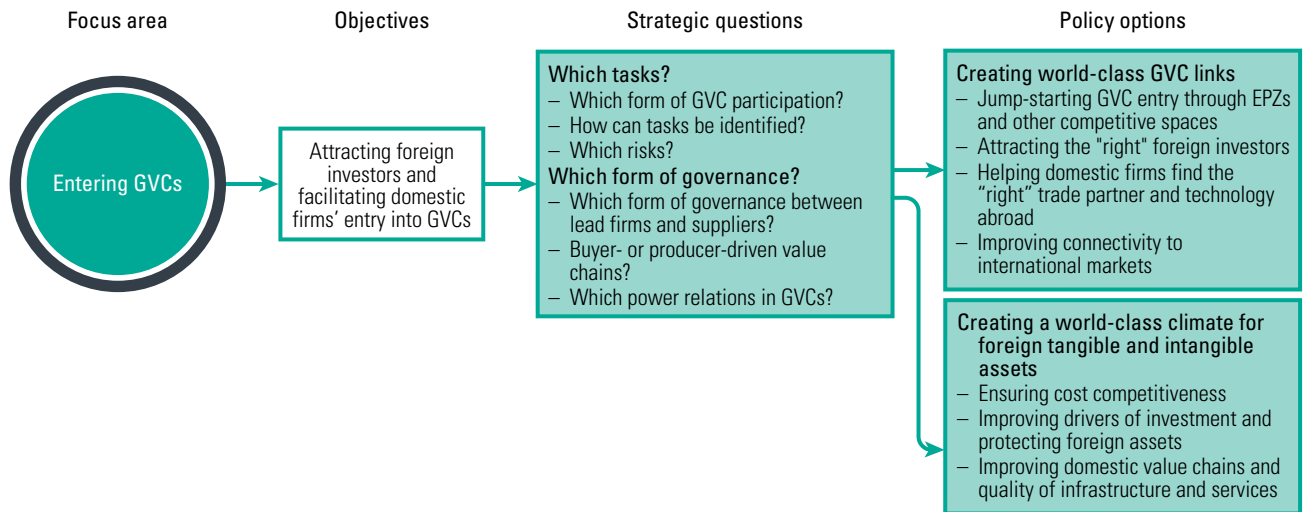 Focus area
Objectives
Strategic questions
Policy options
Entering GVCs
Attracting foreign
investors and
facilitating domestic
firms' entry into GVCs
Which tasks?
– Which form of GVC participation?
– How can tasks be identified?
– Which risks?
Which form of governance?
– Which form of governance between
lead firms and suppliers?
– Buyer- or producer-driven value
chains?
– Which power relations in GVCs?
Creating world-class GVC links
– Jump-starting GVC entry through EPZs
and other competitive spaces
– Attracting the "right" foreign investors
– Helping domestic firms find the
“right” trade partner and technology
abroad
– Improving connectivity to
international markets
Creating a world-class climate for
foreign tangible and intangible
assets
– Ensuring cost competitiveness
– Improving drivers of investment and
protecting foreign assets
– Improving domestic value chains and
quality of infrastructure and services